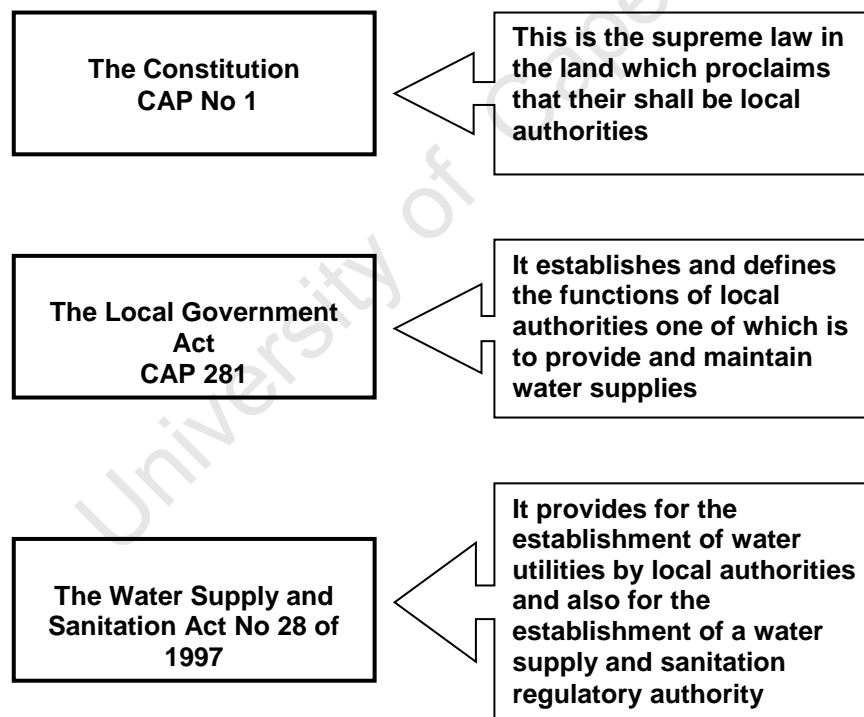 The Constitution
CAP No 1
This is the supreme law in
the land which proclaims
that their shall be local
authorities
The Local Government
Act
CAP 281
It establishes and defines
the functions of local
authorities one of which is
to provide and maintain
water supplies
The Water Supply and
Sanitation Act No 28 of
1997
It provides for the
establishment of water
utilities by local authorities
and also for the
establishment of a water
supply and sanitation
regulatory authority
University of Cape